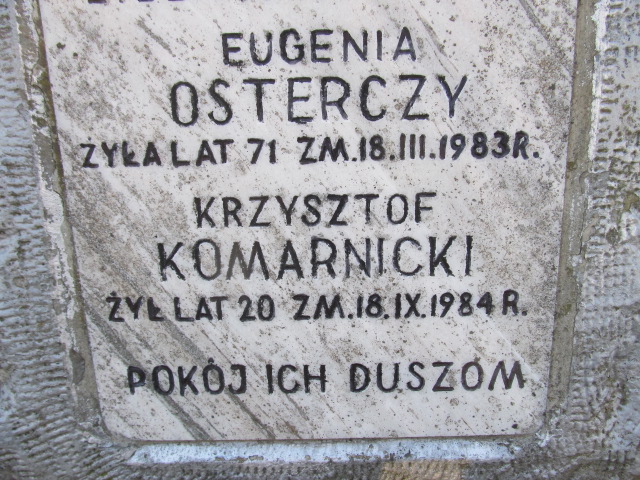 EUGENIA
OSTERCZY
ŻYŁA LAT 71 ZM.18.III.1983R.
KRZYSZTOF
KOMARNICKI
ŻYŁ LAT 20 ZM.18.IX.1984R.
POKÓJ ICH DUSZOM